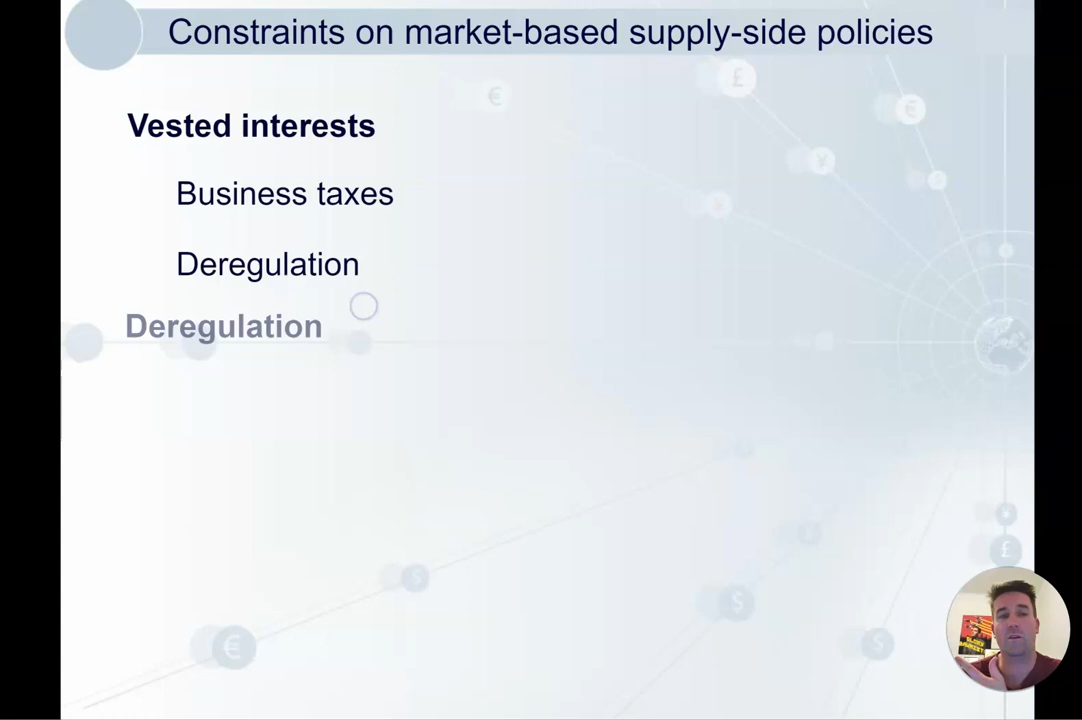 Constraints on market-based supply-side policies
Vested interests
Business taxes
Deregulation
Deregulation